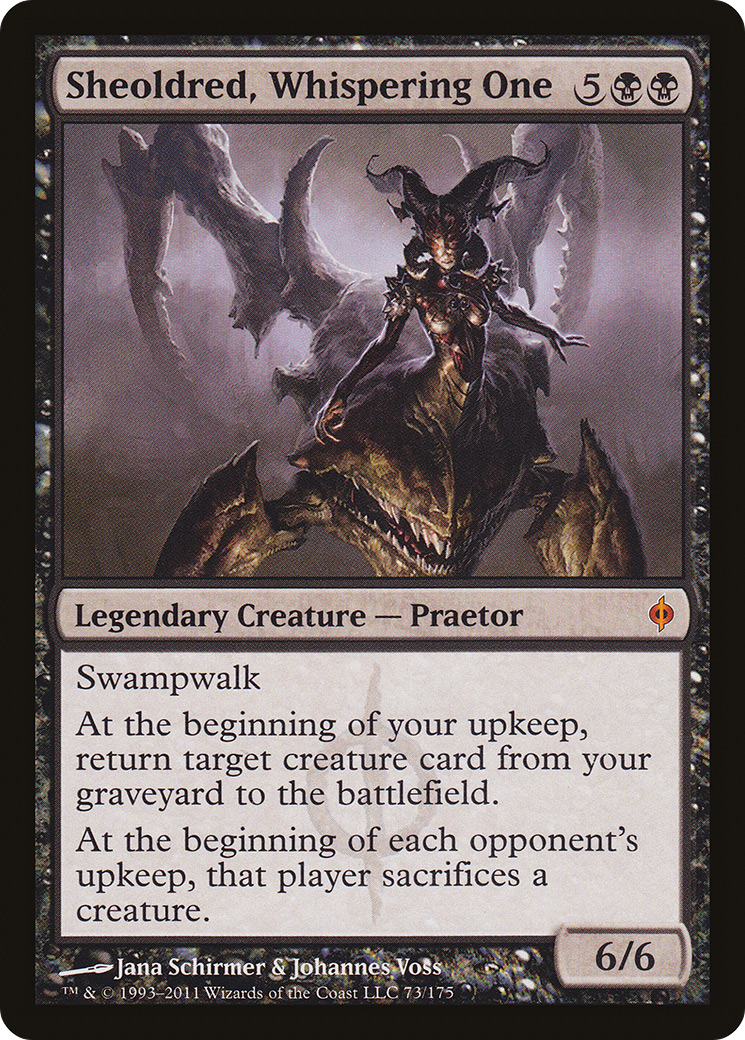 Sheoldred, Whispering One 5
Legendary Creature — Praetor
Swampwalk
At the beginning of your upkeep,
return target creature card from your
graveyard to the battlefield.
At the beginning of each opponent's
upkeep, that player sacrifices a
creature.
6/6
Jana Schirmer & Johannes Voss
™ & © 1993–2011 Wizards of the Coast LLC 73/175